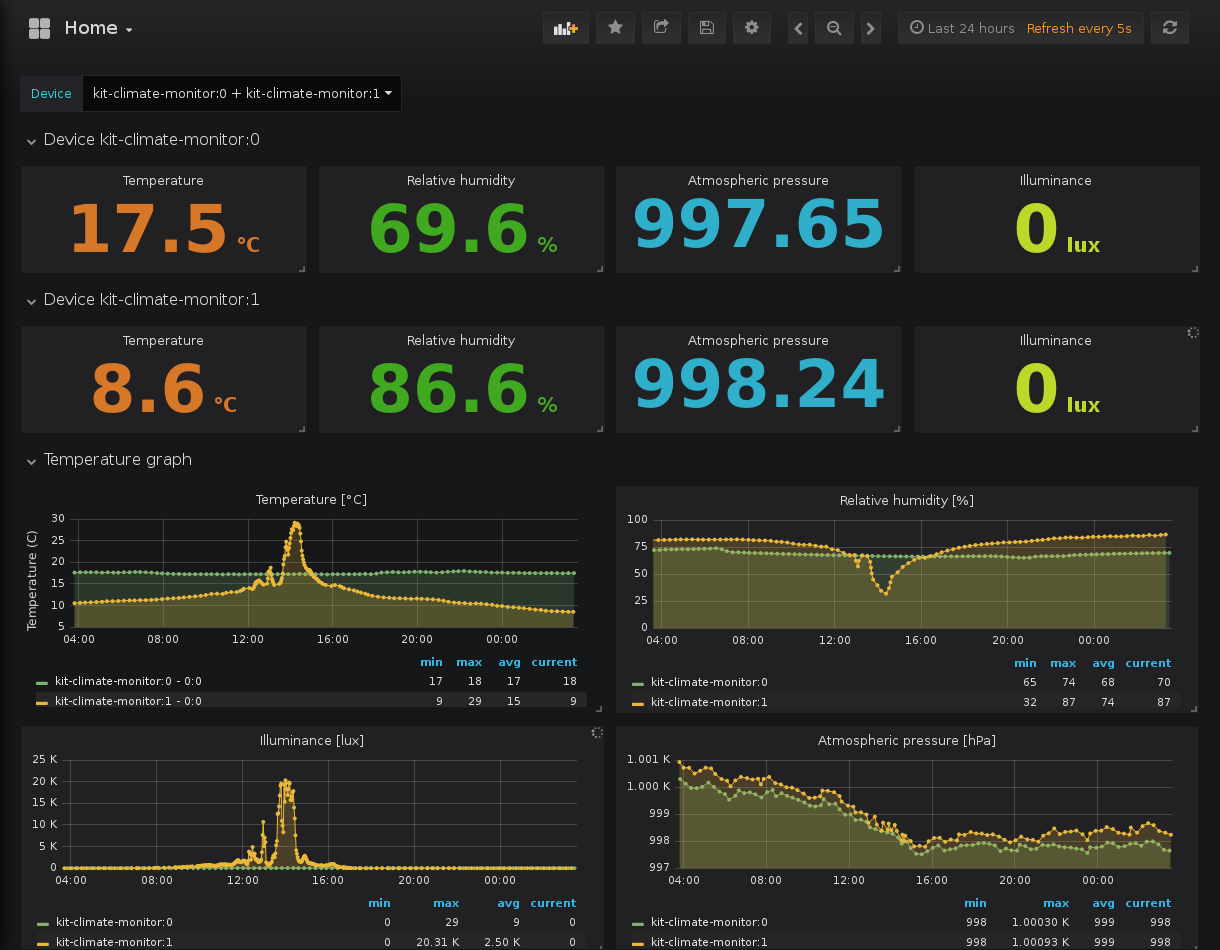 Home
Last 24 hours Refresh every 5s
Device kit-climate-monitor:0 + kit-climate-monitor:1
Device kit-climate-monitor:0
Temperature Relative humidity Atmospheric pressure Illuminance
17.5 °C 69.6 % 997.65 0 lux
Device kit-climate-monitor:1
Temperature Relative humidity Atmospheric pressure Illuminance
8.6 °C 86.6 % 998.24 0 lux
Temperature graph
Temperature [°C]
Temperature (C)
30
25
20
15
10
5
04:00 08:00 12:00 16:00 20:00 00:00
min max avg current
kit-climate-monitor:0 - 0:0 17 18 17 18
kit-climate-monitor:1 - 0:0 9 29 15 9
Relative humidity [%]
100
75
50
25
0
04:00 08:00 12:00 16:00 20:00 00:00
min max avg current
kit-climate-monitor:0 65 74 68 70
kit-climate-monitor:1 32 87 74 87
Illuminance [lux]
25 K
20 K
15 K
10 K
5 K
0
04:00 08:00 12:00 16:00 20:00 00:00
min max avg current
kit-climate-monitor:0 0 29 9 0
kit-climate-monitor:1 0 20.31 K 2.50 K 0
Atmospheric pressure [hPa]
1.001 K
1.000 K
999
998
997
04:00 08:00 12:00 16:00 20:00 00:00
min max avg current
kit-climate-monitor:0 998 1.00030 K 999 998
kit-climate-monitor:1 998 1.00093 K 999 998